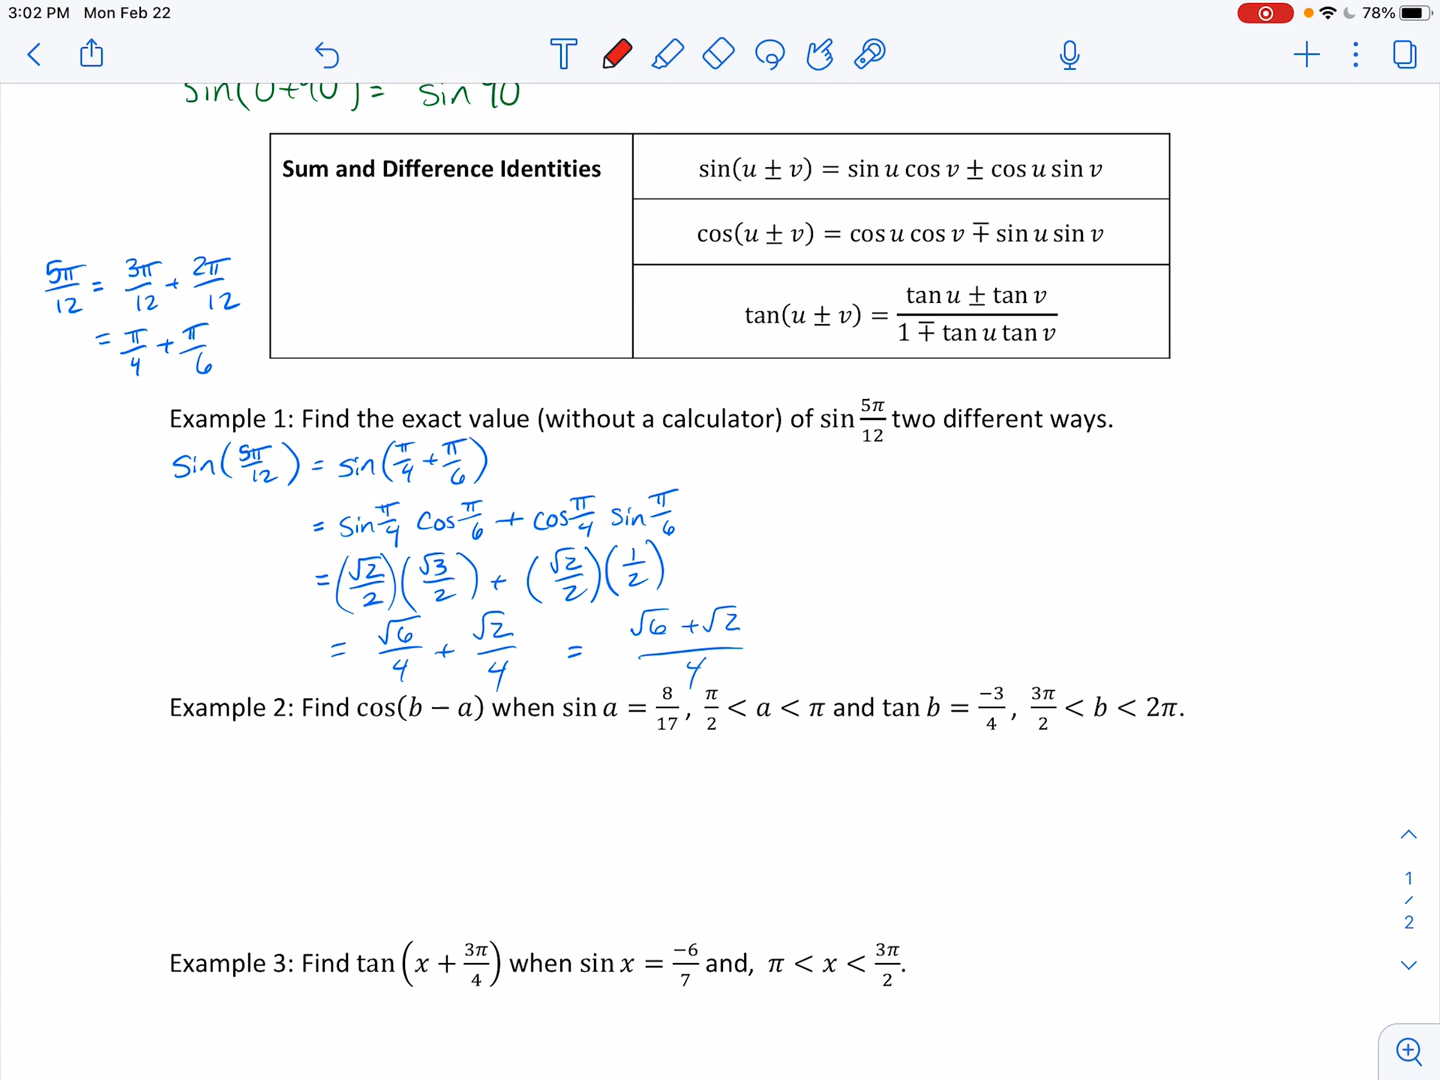 3:02 PM Mon Feb 22
78%
sin(0+90) = sin 90
Sum and Difference Identities
sin(u ± v) = sin u cos v ± cos u sin v
cos(u ± v) = cos u cos v ∓ sin u sin v
tan(u ± v) = (tan u ± tan v)/(1 ∓ tan u tan v)
5π/12 = 3π/12 + 2π/12
= π/4 + π/6
Example 1: Find the exact value (without a calculator) of sin 5π/12 two different ways.
sin(5π/12) = sin(π/4 + π/6)
= sin π/4 cos π/6 + cos π/4 sin π/6
= (√2/2)(√3/2) + (√2/2)(1/2)
= √6/4 + √2/4 = (√6 + √2)/4
Example 2: Find cos(b − a) when sin a = 8/17, π/2 < a < π and tan b = −3/4, 3π/2 < b < 2π.
1/2
Example 3: Find tan(x + 3π/4) when sin x = −6/7 and, π < x < 3π/2.